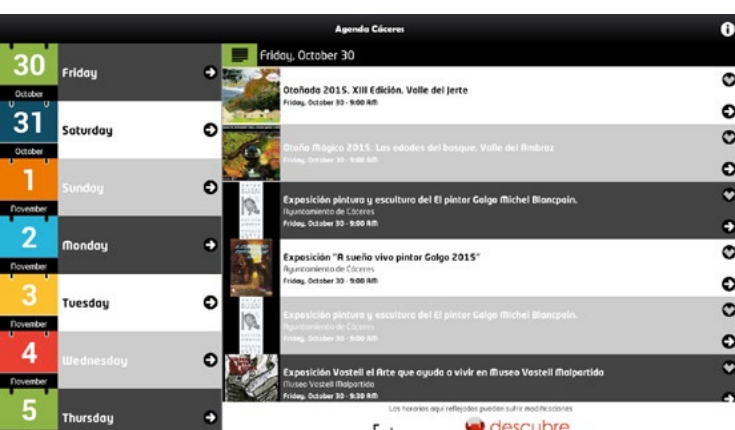 Agenda Cáceres
30
October
Friday
31
October
Saturday
1
November
Sunday
2
November
Monday
3
November
Tuesday
4
November
Wednesday
5
Thursday
Friday, October 30
Otoñada 2015. XIII Edición. Valle del Jerte
Friday, October 30 - 9:00 AM
Otoño Mágico 2015. Las edades del bosque. Valle del Ambroz
Friday, October 30 - 9:00 AM
Exposición pintura y escultura del El pintor Galgo Michel Blancpain.
Ayuntamiento de Cáceres
Friday, October 30 - 9:00 AM
Exposición "A sueño vivo pintor Galgo 2015"
Ayuntamiento de Cáceres
Friday, October 30 - 9:00 AM
Exposición pintura y escultura del El pintor Galgo Michel Blancpain.
Ayuntamiento de Cáceres
Friday, October 30 - 9:00 AM
Exposición Vostell el Arte que ayuda a vivir en Museo Vostell Malpartida
Museo Vostell Malpartida
Friday, October 30 - 9:30 AM
Los horarios aquí reflejados pueden sufrir modificaciones
descubre